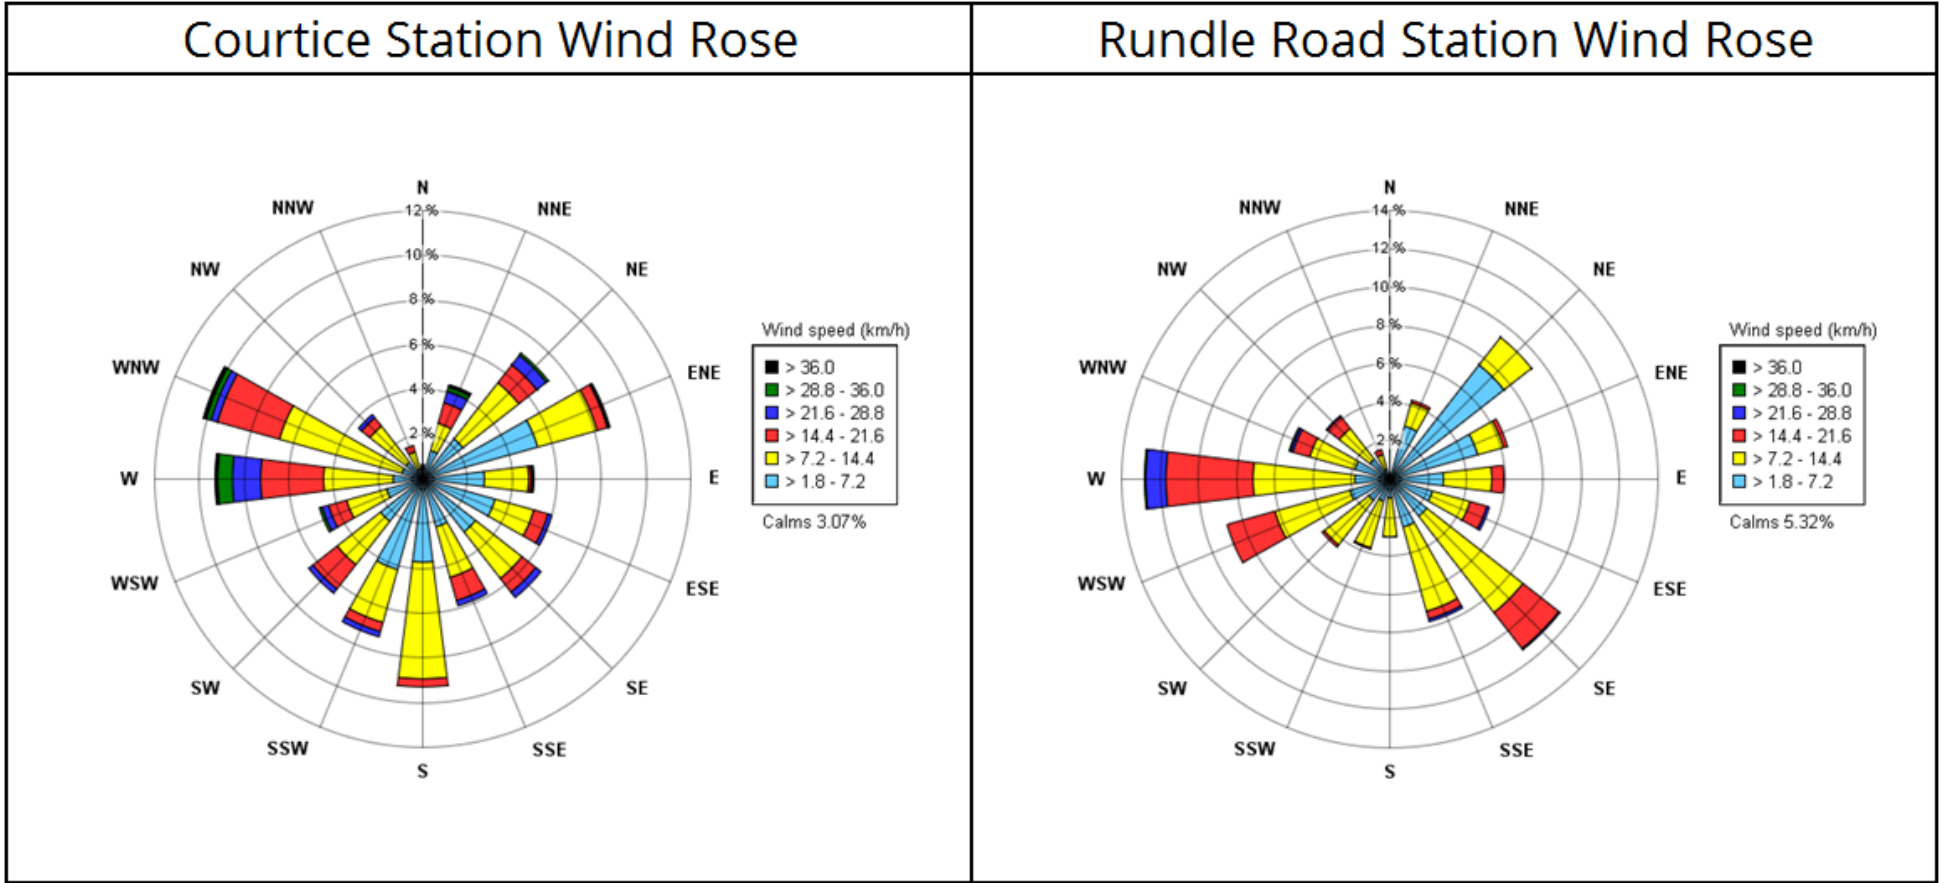 Courtice Station Wind Rose
N
12 %
10 %
8 %
6 %
4 %
2 %
NNE
NE
ENE
E
ESE
SE
SSE
S
SSW
SW
WSW
W
WNW
NW
NNW
Wind speed (km/h)
> 36.0
> 28.8 - 36.0
> 21.6 - 28.8
> 14.4 - 21.6
> 7.2 - 14.4
> 1.8 - 7.2
Calms 3.07%
Rundle Road Station Wind Rose
N
14 %
12 %
10 %
8 %
6 %
4 %
2 %
NNE
NE
ENE
E
ESE
SE
SSE
S
SSW
SW
WSW
W
WNW
NW
NNW
Wind speed (km/h)
> 36.0
> 28.8 - 36.0
> 21.6 - 28.8
> 14.4 - 21.6
> 7.2 - 14.4
> 1.8 - 7.2
Calms 5.32%